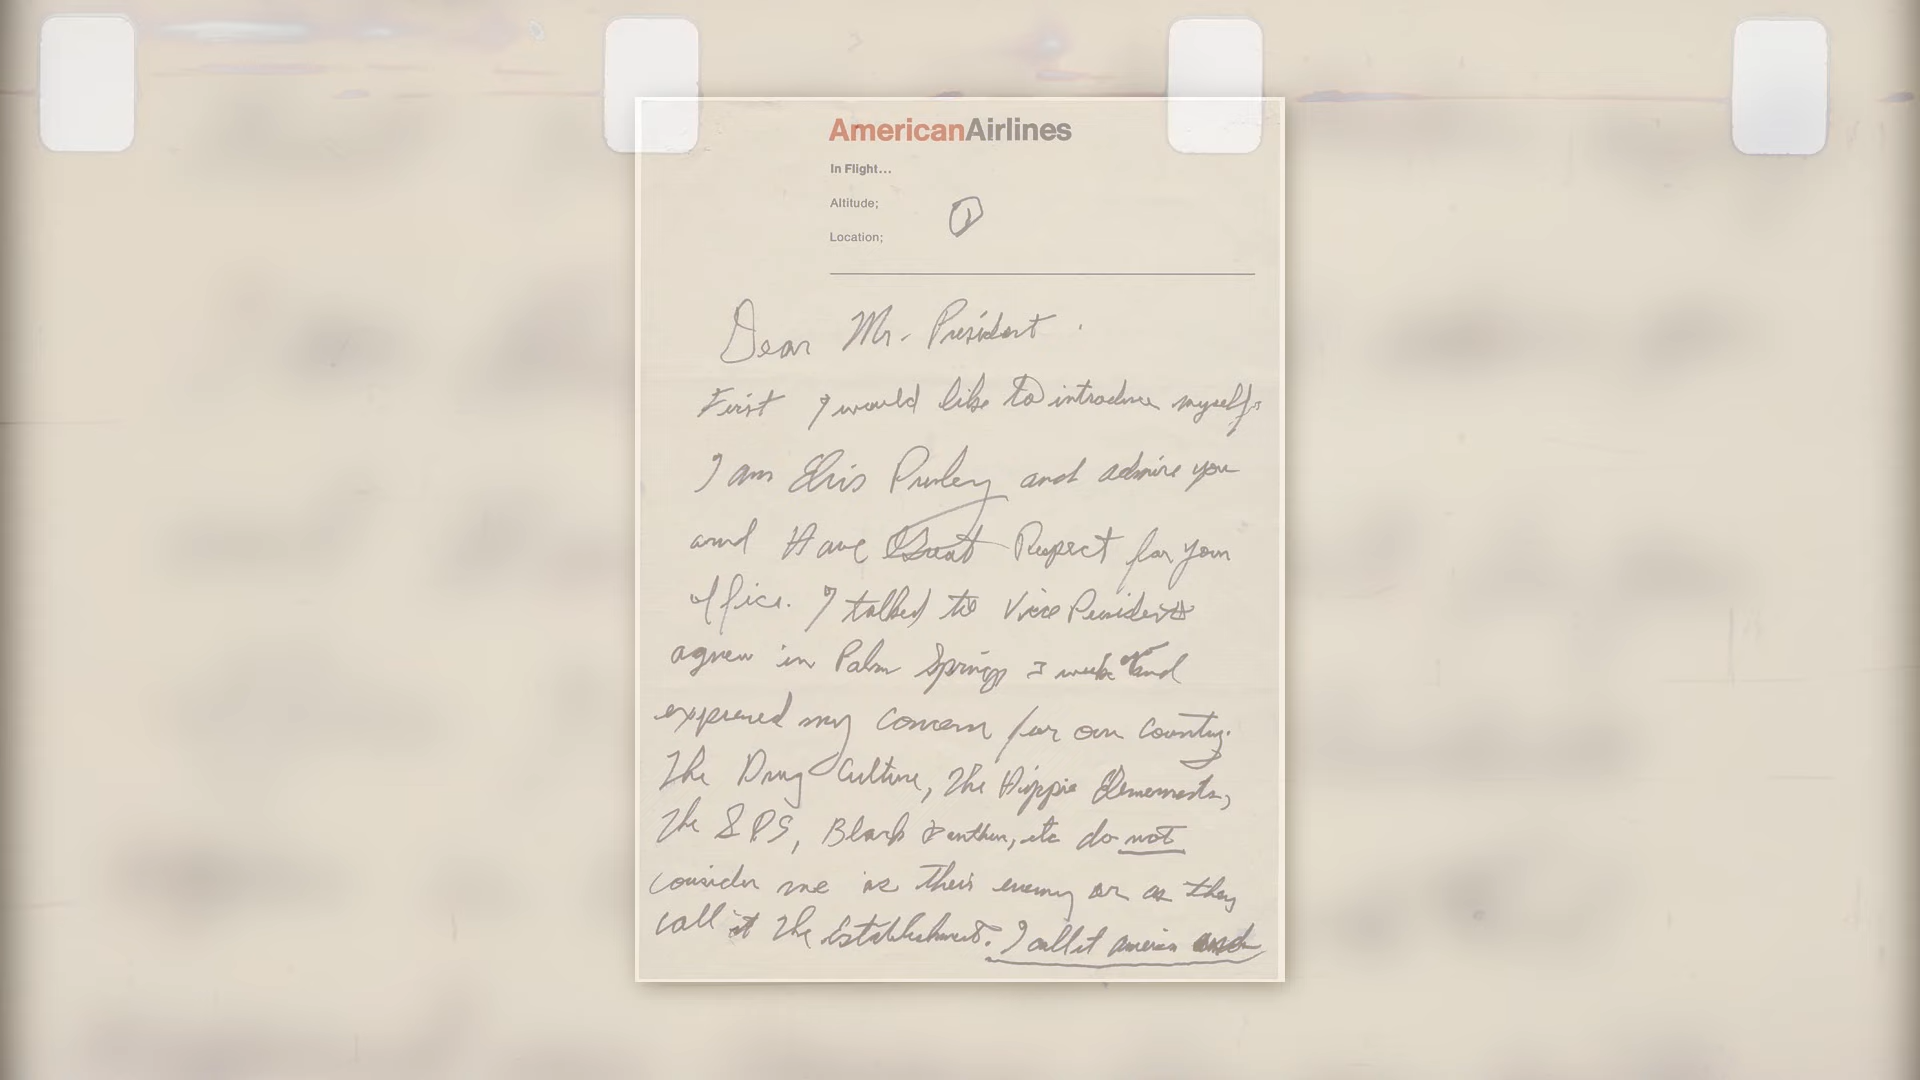 AmericanAirlines
In Flight...
Altitude;
Location;
1
Dear Mr. President.
First I would like to introduce myself.
I am Elvis Presley and admire you
and Have Great Respect for your
office. I talked to Vice President
agnew in Palm Springs 3 weeks and
expressed my concern for our country.
The Drug Culture, The Hippie Elements,
The SDS, Black Panthers, etc do not
consider me as their enemy or as they
call it The Establishment. I call it america and